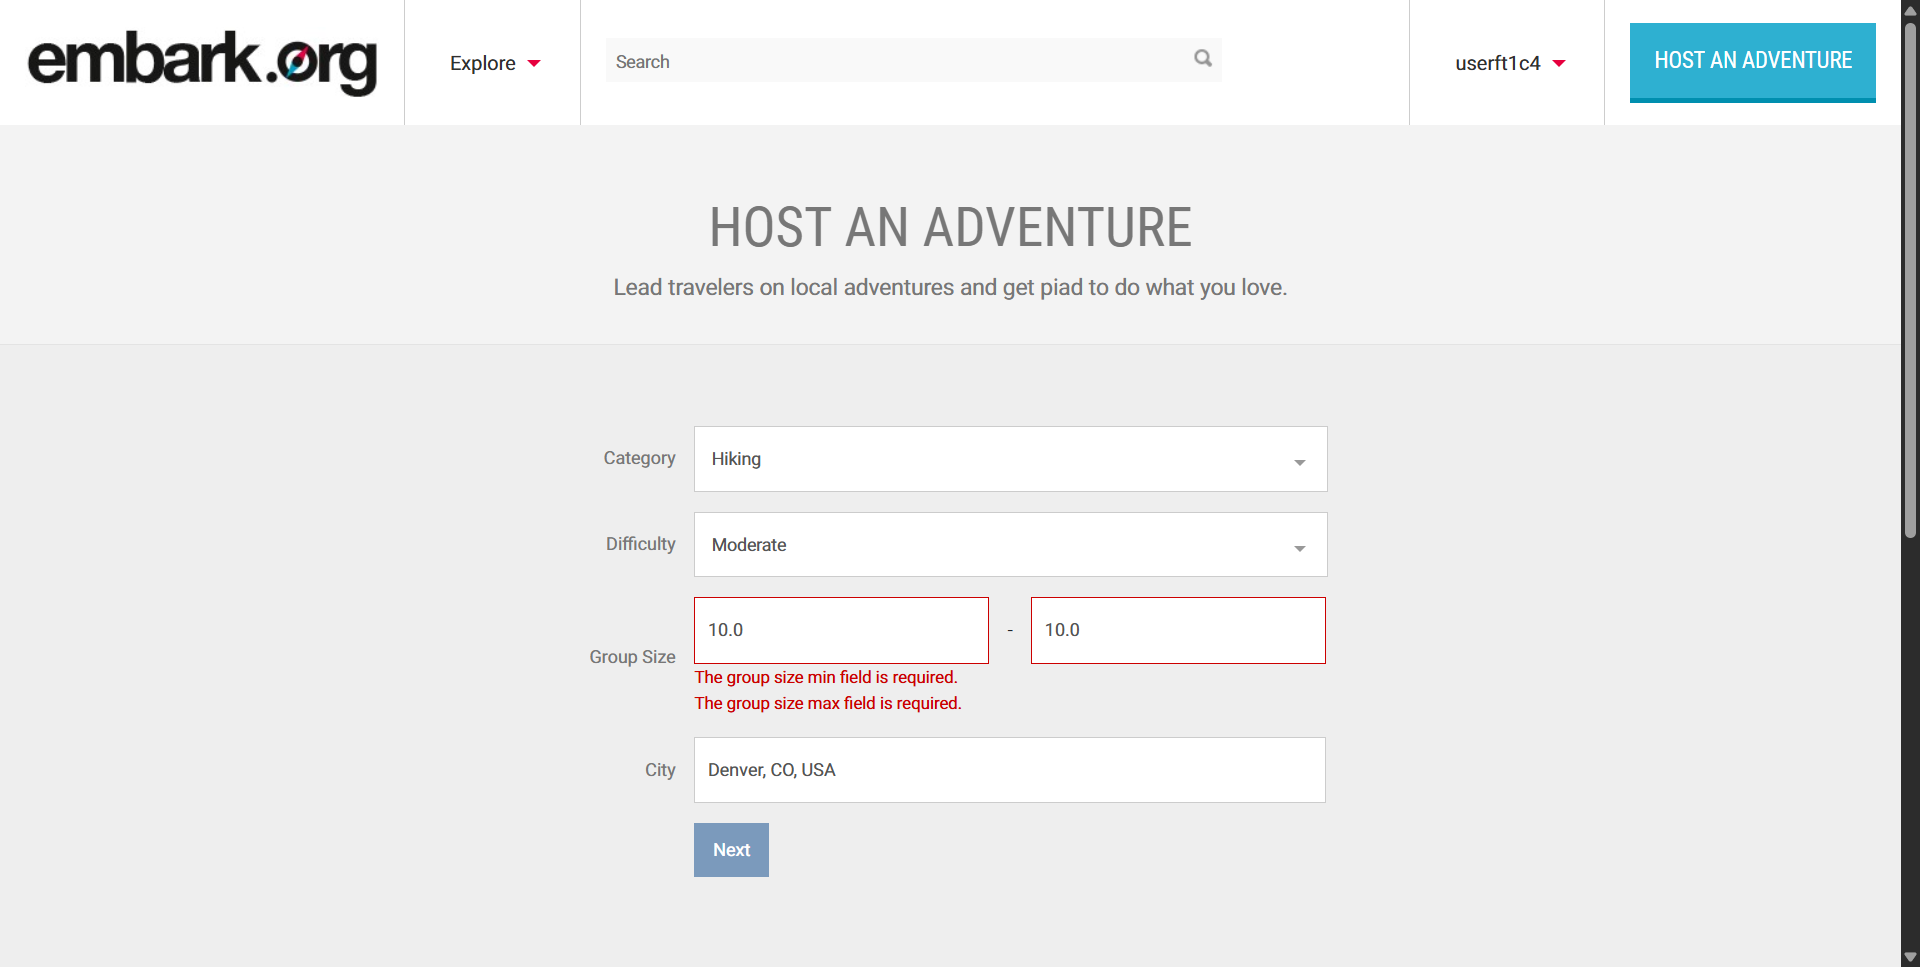 embark.org
Explore
Search
userft1c4
HOST AN ADVENTURE
HOST AN ADVENTURE
Lead travelers on local adventures and get piad to do what you love.
Category
Hiking
Difficulty
Moderate
Group Size
10.0 - 10.0
The group size min field is required.
The group size max field is required.
City
Denver, CO, USA
Next